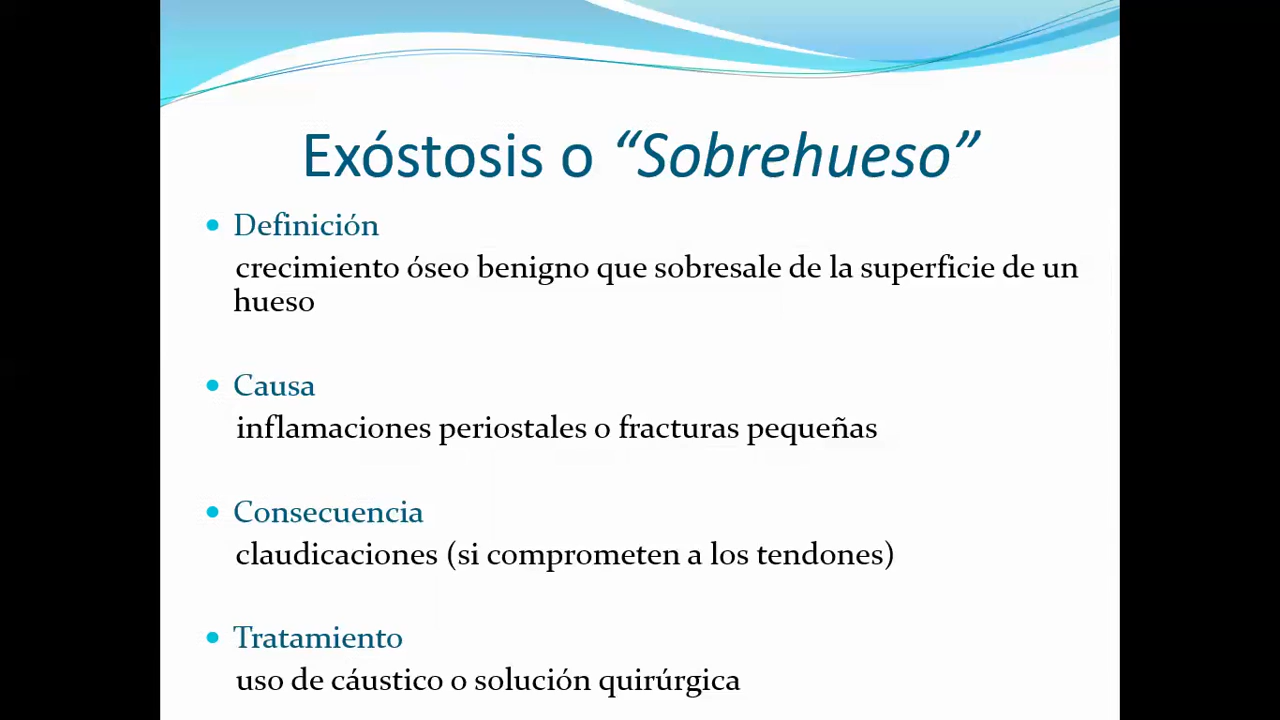 Exóstosis o “Sobrehueso”
• Definición
crecimiento óseo benigno que sobresale de la superficie de un
hueso
• Causa
inflamaciones periostales o fracturas pequeñas
• Consecuencia
claudicaciones (si comprometen a los tendones)
• Tratamiento
uso de cáustico o solución quirúrgica